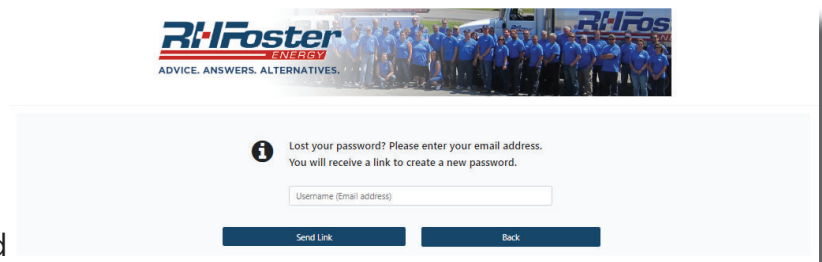 RHFoster
RHFos
ENERGY
ADVICE. ANSWERS. ALTERNATIVES.
Lost your password? Please enter your email address.
You will receive a link to create a new password.
Username (Email address)
Send Link
Back
d